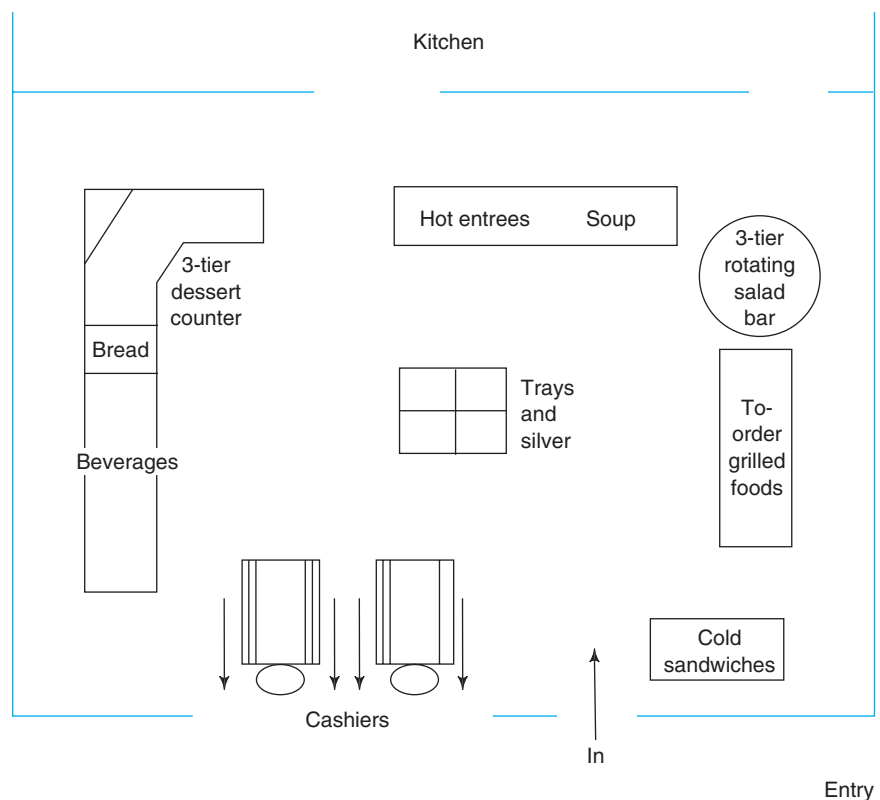 Kitchen
Hot entrees
Soup
3-tier
rotating
salad
bar
3-tier
dessert
counter
Bread
Trays
and
silver
To-
order
grilled
foods
Beverages
Cold
sandwiches
Cashiers
In
Entry